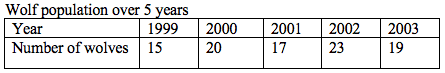 Wolf population over 5 years
Year 1999 2000 2001 2002 2003
Number of wolves 15 20 17 23 19